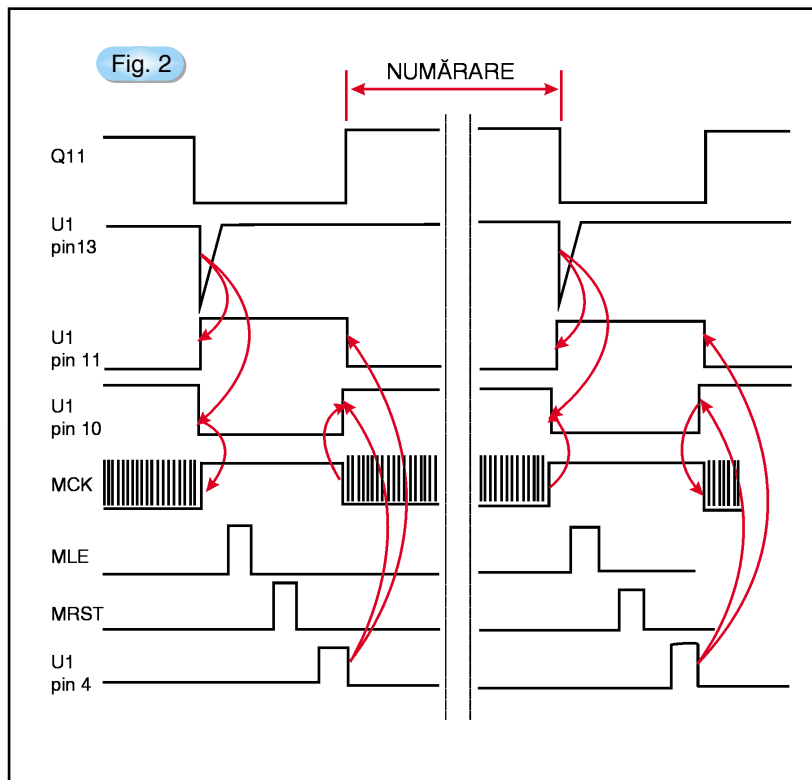 Fig. 2
NUMĂRARE
Q11
U1
pin13
U1
pin 11
U1
pin 10
MCK
MLE
MRST
U1
pin 4